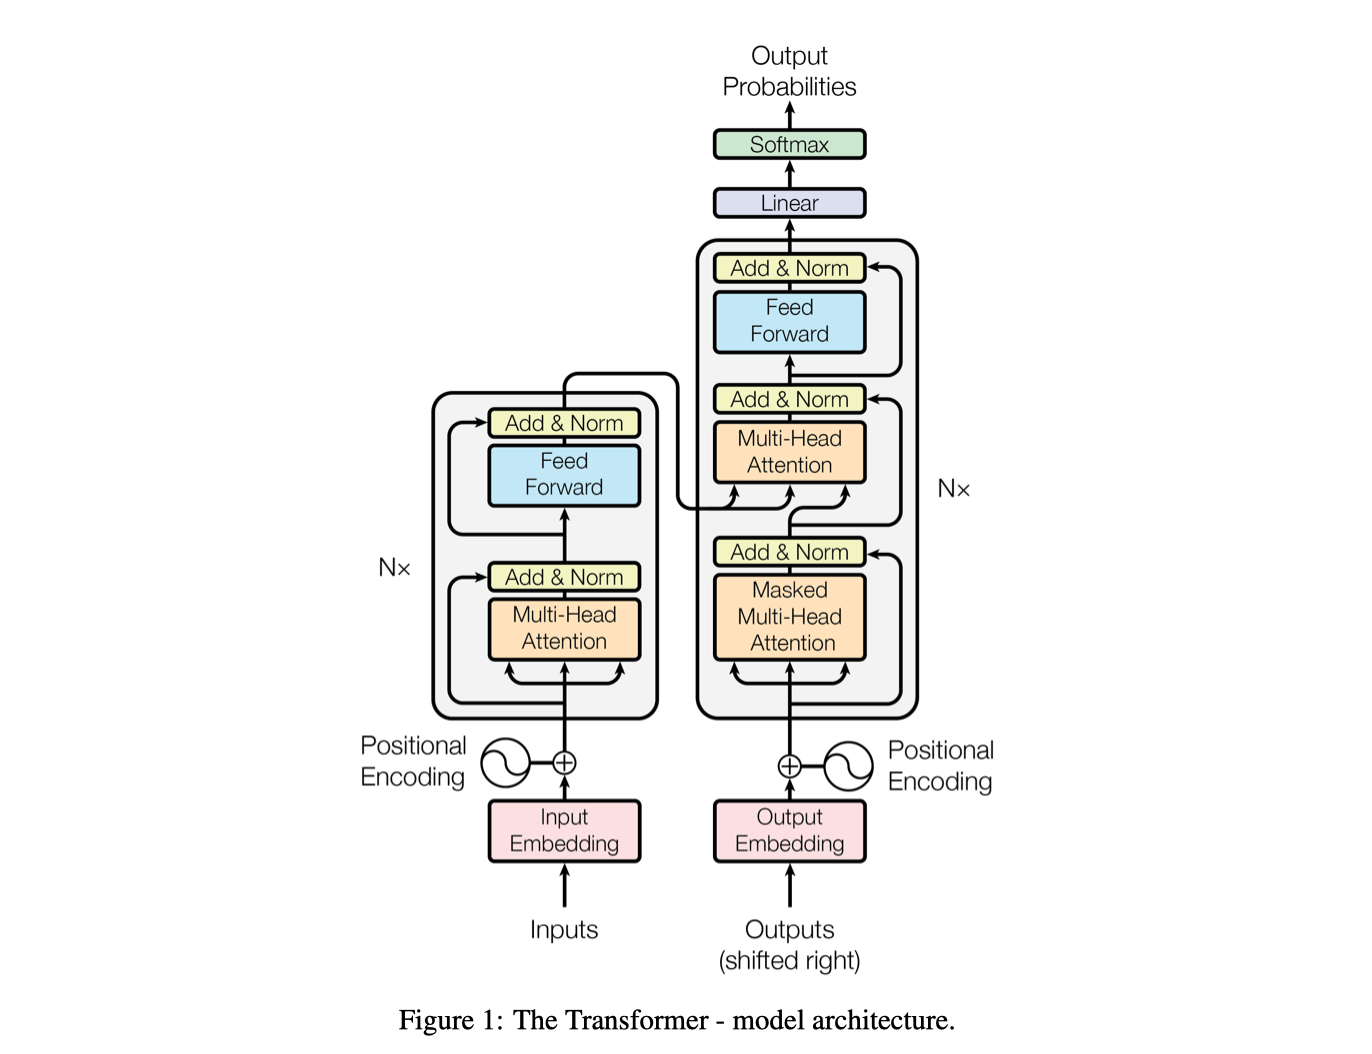 Output
Probabilities
Softmax
Linear
Add & Norm
Feed
Forward
Add & Norm
Multi-Head
Attention
Add & Norm
Masked
Multi-Head
Attention
N×
Add & Norm
Feed
Forward
Add & Norm
Multi-Head
Attention
N×
Positional
Encoding
Positional
Encoding
Input
Embedding
Output
Embedding
Inputs
Outputs
(shifted right)
Figure 1: The Transformer - model architecture.